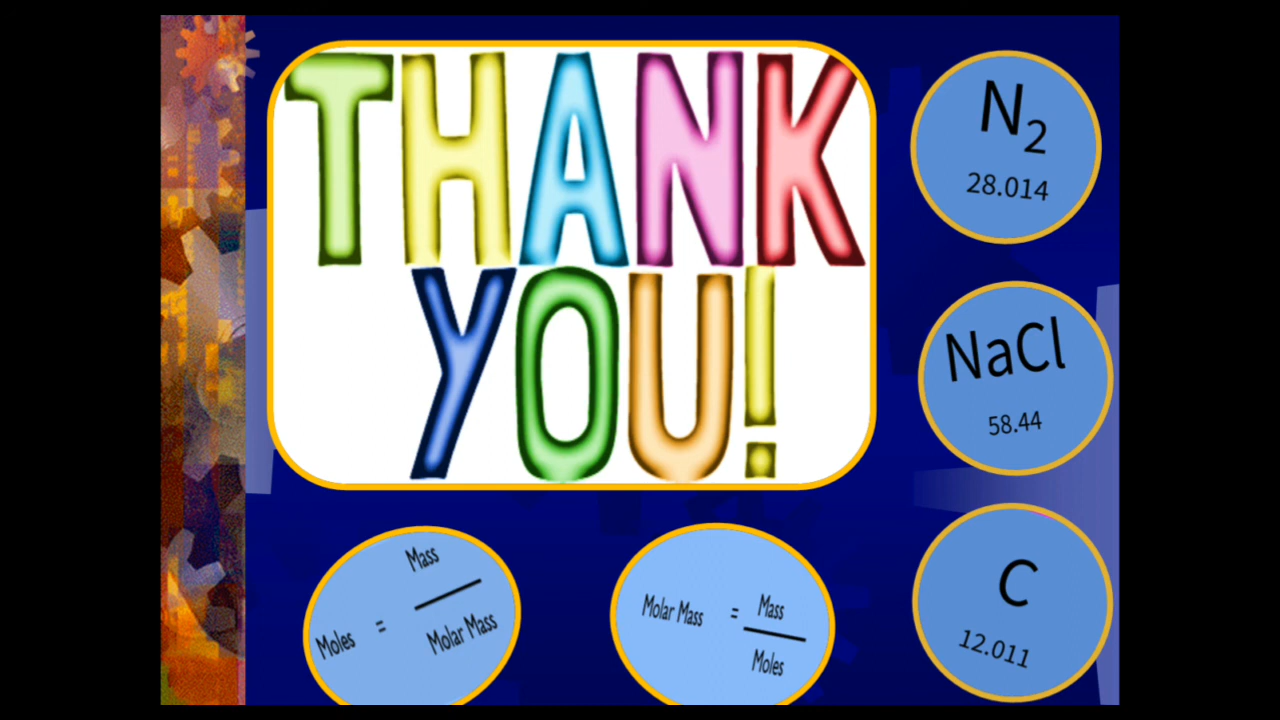 THANK
YOU!
N₂
28.014
NaCl
58.44
C
12.011
Mass
Moles =
Molar Mass
Molar Mass = Mass
Moles